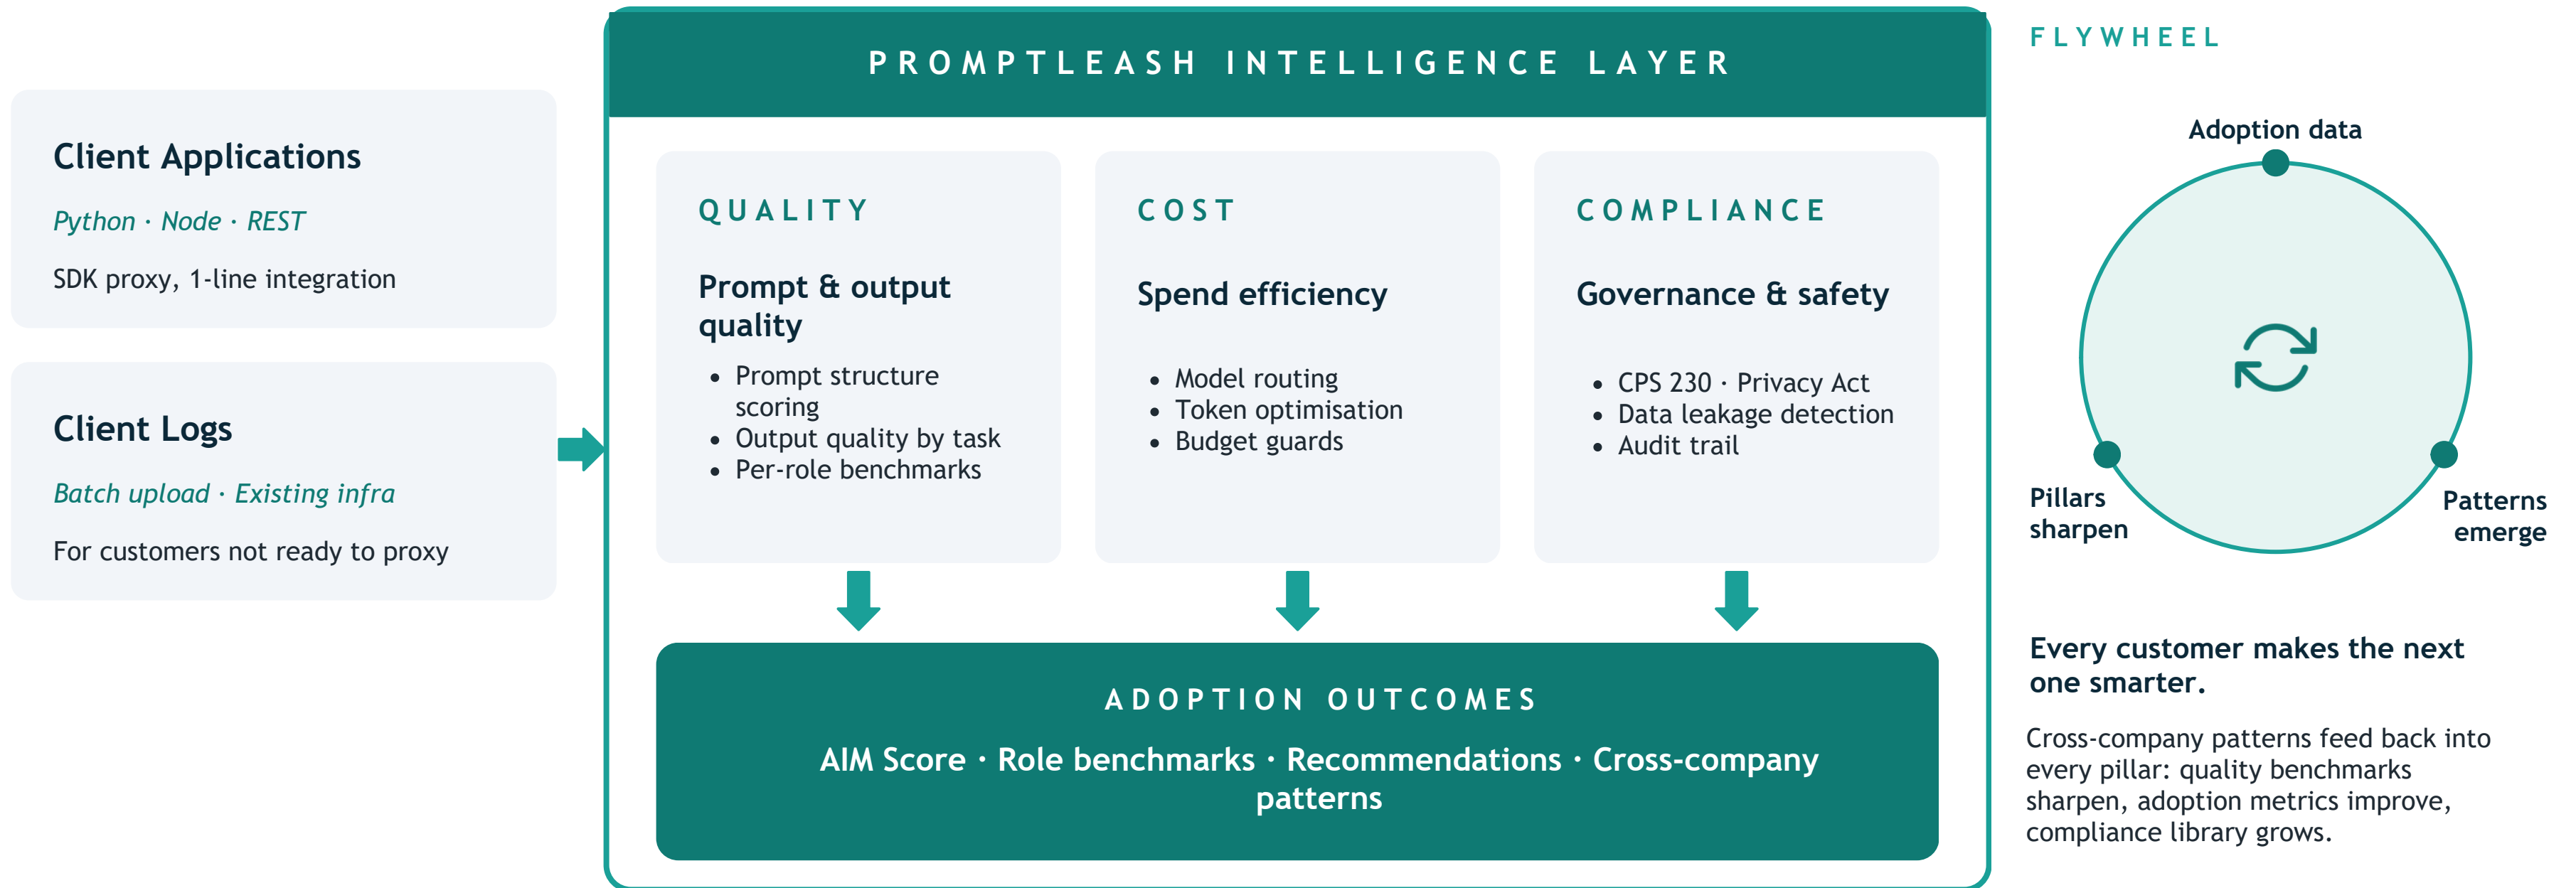 Client Applications
Python · Node · REST
SDK proxy, 1-line integration
Client Logs
Batch upload · Existing infra
For customers not ready to proxy
PROMPTLEASH INTELLIGENCE LAYER
QUALITY
Prompt & output
quality
• Prompt structure
scoring
• Output quality by task
• Per-role benchmarks
COST
Spend efficiency
• Model routing
• Token optimisation
• Budget guards
COMPLIANCE
Governance & safety
• CPS 230 · Privacy Act
• Data leakage detection
• Audit trail
ADOPTION OUTCOMES
AIM Score · Role benchmarks · Recommendations · Cross-company
patterns
FLYWHEEL
Adoption data
Pillars
sharpen
Patterns
emerge
Every customer makes the next
one smarter.
Cross-company patterns feed back into
every pillar: quality benchmarks
sharpen, adoption metrics improve,
compliance library grows.